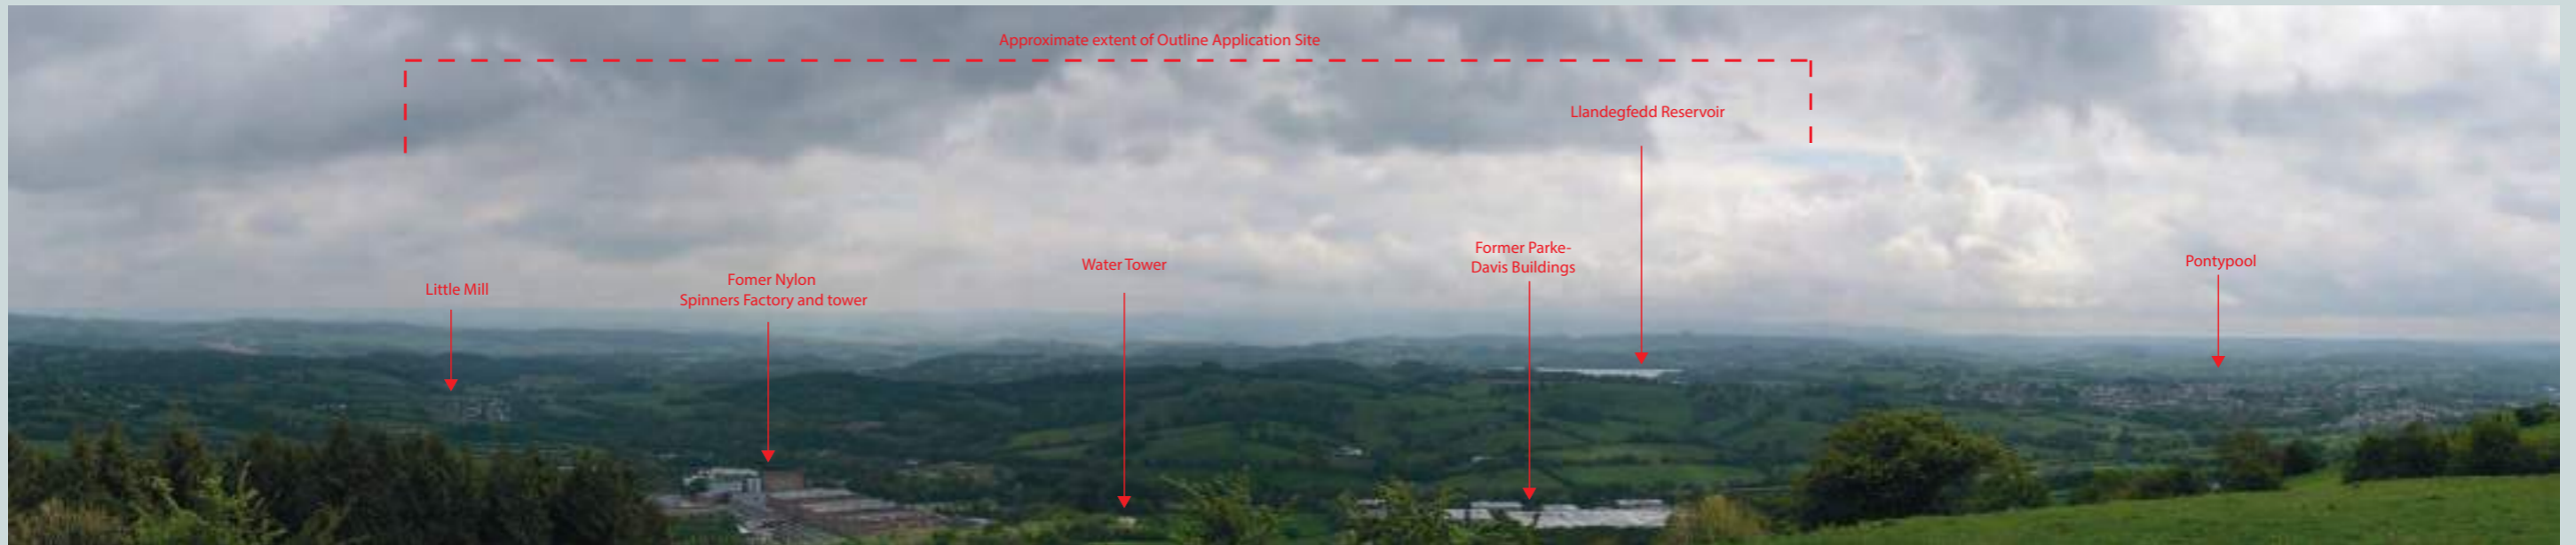 Approximate extent of Outline Application Site
Llandegfedd Reservoir
Former Parke-
Davis Buildings
Water Tower
Pontypool
Fomer Nylon
Spinners Factory and tower
Little Mill